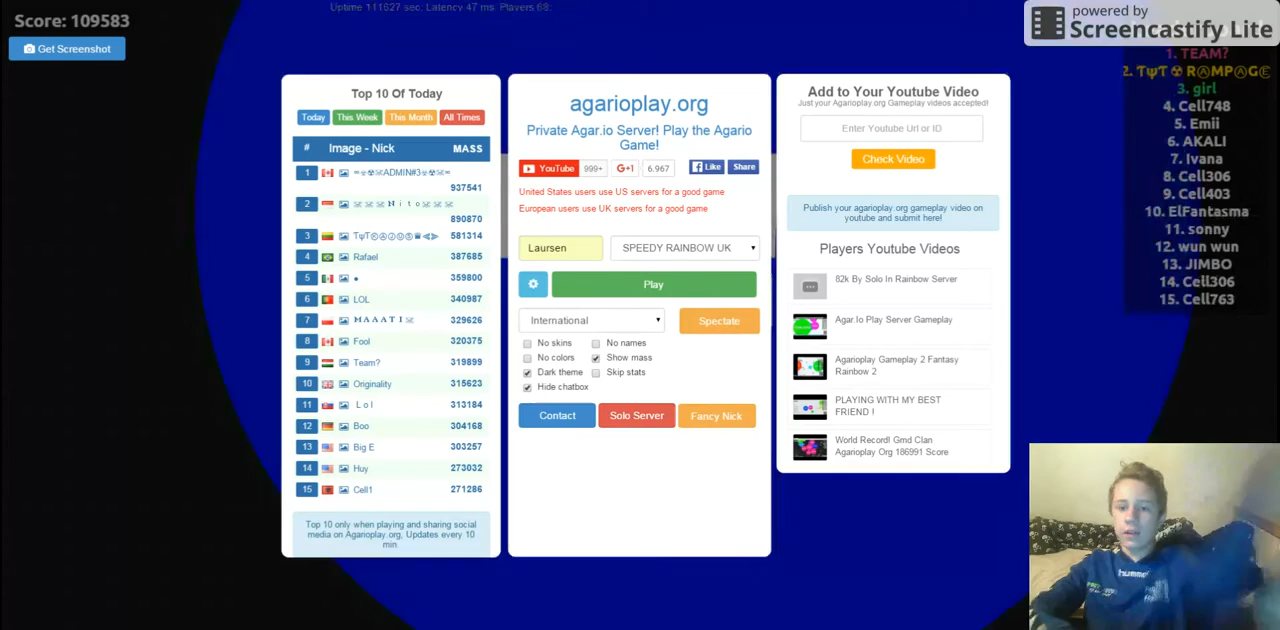 Uptime 111627 sec; Latency 47 ms. Players 68;
Score: 109583
Get Screenshot
powered by
Screencastify Lite
1. TEAM?
2. TψT ☢ RⒶMPⒶGⒺ
3. girl
4. Cell748
5. Emii
6. AKALI
7. Ivana
8. Cell306
9. Cell403
10. ElFantasma
11. sonny
12. wun wun
13. JIMBO
14. Cell306
15. Cell763
Top 10 Of Today
Today This Week This Month All Times
# Image - Nick MASS
1 ADMIN#3
937541
2 N i t o
890870
3 581314
4 Rafael 387685
5 ● 359800
6 LOL 340987
7 MAAATI 329626
8 Fool 320375
9 Team? 319899
10 Originality 315623
11 L o l 313184
12 Boo 304168
13 Big E 303257
14 Huy 273032
15 Cell1 271286
Top 10 only when playing and sharing social
media on Agarioplay.org, Updates every 10
min.
agarioplay.org
Private Agar.io Server! Play the Agario
Game!
YouTube 999+ G+1 6.967 Like Share
United States users use US servers for a good game
European users use UK servers for a good game
Laursen SPEEDY RAINBOW UK
Play
International Spectate
No skins No names
No colors Show mass
Dark theme Skip stats
Hide chatbox
Contact Solo Server Fancy Nick
Add to Your Youtube Video
Just your Agarioplay.org Gameplay videos accepted!
Enter Youtube Url or ID
Check Video
Publish your agarioplay.org gameplay video on
youtube and submit here!
Players Youtube Videos
82k By Solo In Rainbow Server
Agar.Io Play Server Gameplay
Agarioplay Gameplay 2 Fantasy
Rainbow 2
PLAYING WITH MY BEST
FRIEND !
World Record! Gmd Clan
Agarioplay Org 186991 Score
humm